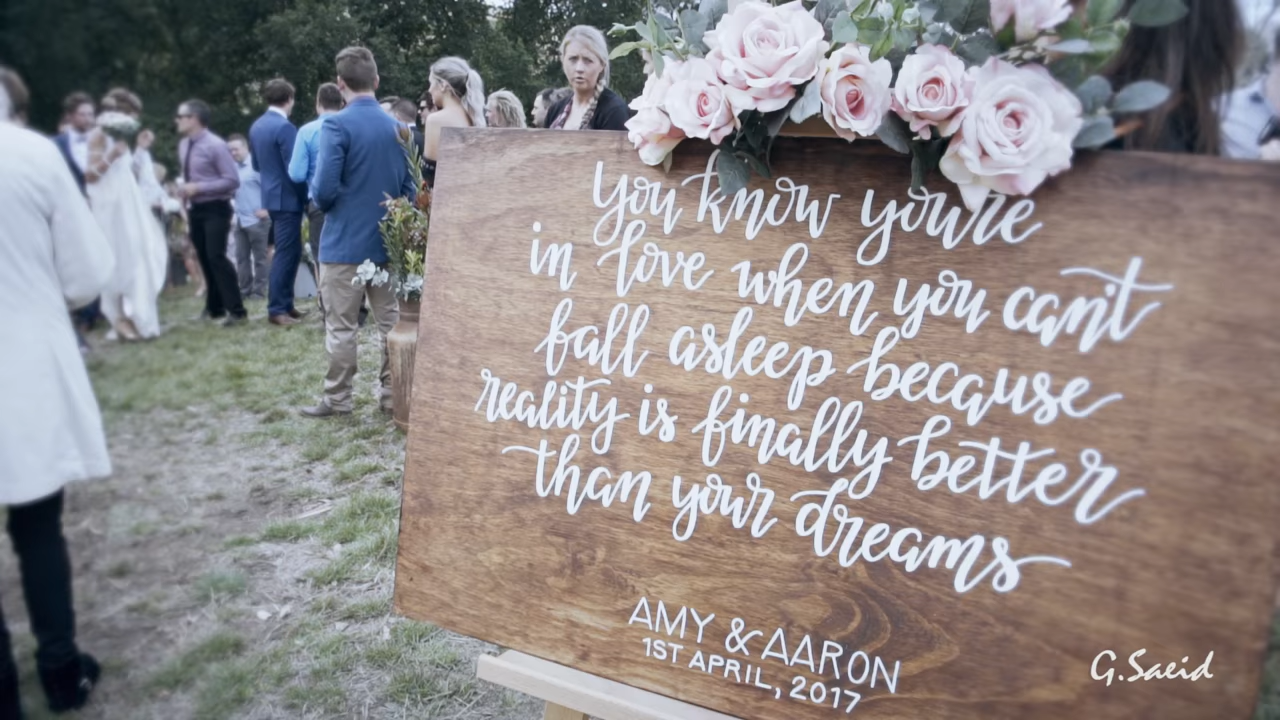 You know you're
in love when you can't
fall asleep because
reality is finally better
than your dreams
AMY & AARON
1ST APRIL, 2017
G.Saeid